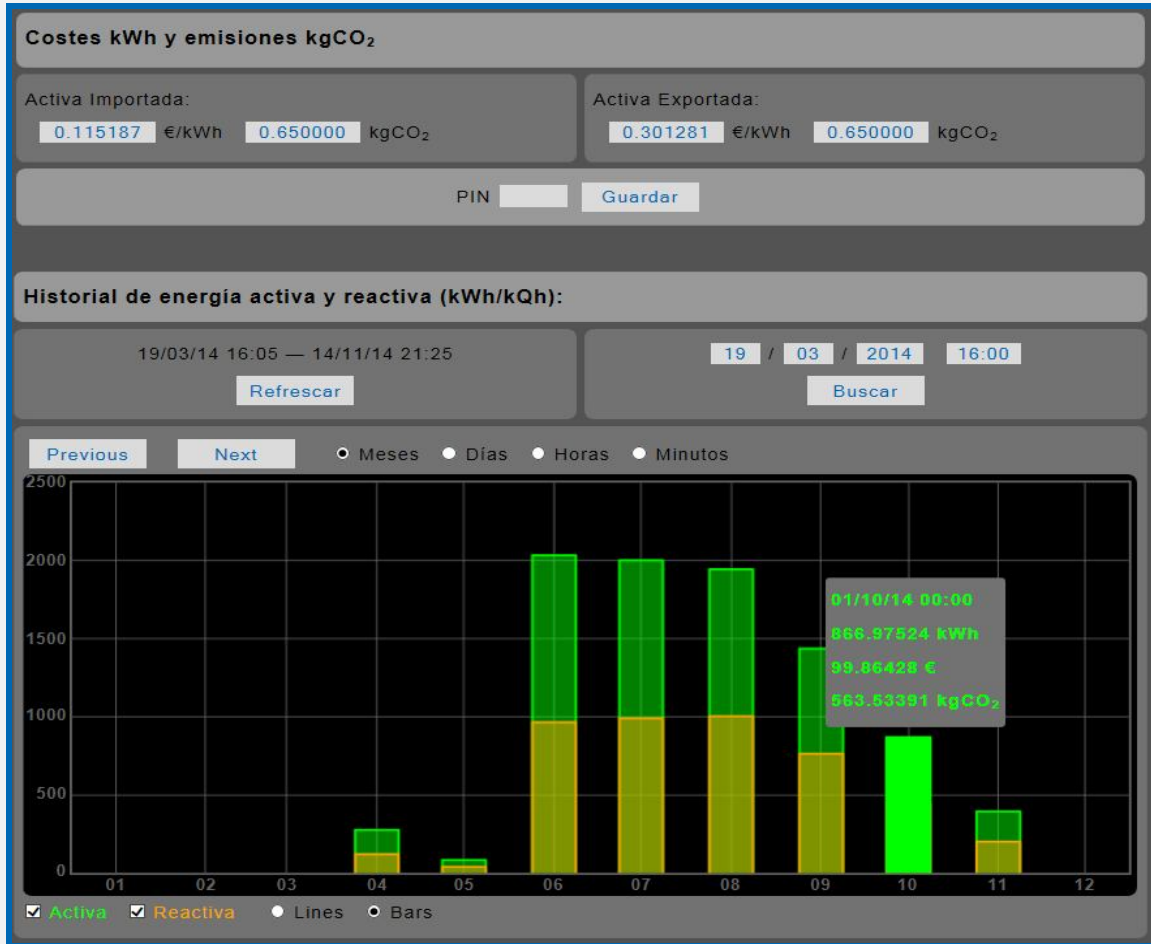 Costes kWh y emisiones kgCO₂
Activa Importada:
0.115187 €/kWh 0.650000 kgCO₂
Activa Exportada:
0.301281 €/kWh 0.650000 kgCO₂
PIN Guardar
Historial de energía activa y reactiva (kWh/kQh):
19/03/14 16:05 — 14/11/14 21:25
Refrescar
19 / 03 / 2014 16:00
Buscar
Previous Next Meses Días Horas Minutos
2500
2000
1500
1000
500
0
01/10/14 00:00
866.97524 kWh
99.86428 €
563.53391 kgCO₂
01 02 03 04 05 06 07 08 09 10 11 12
Activa Reactiva Lines Bars